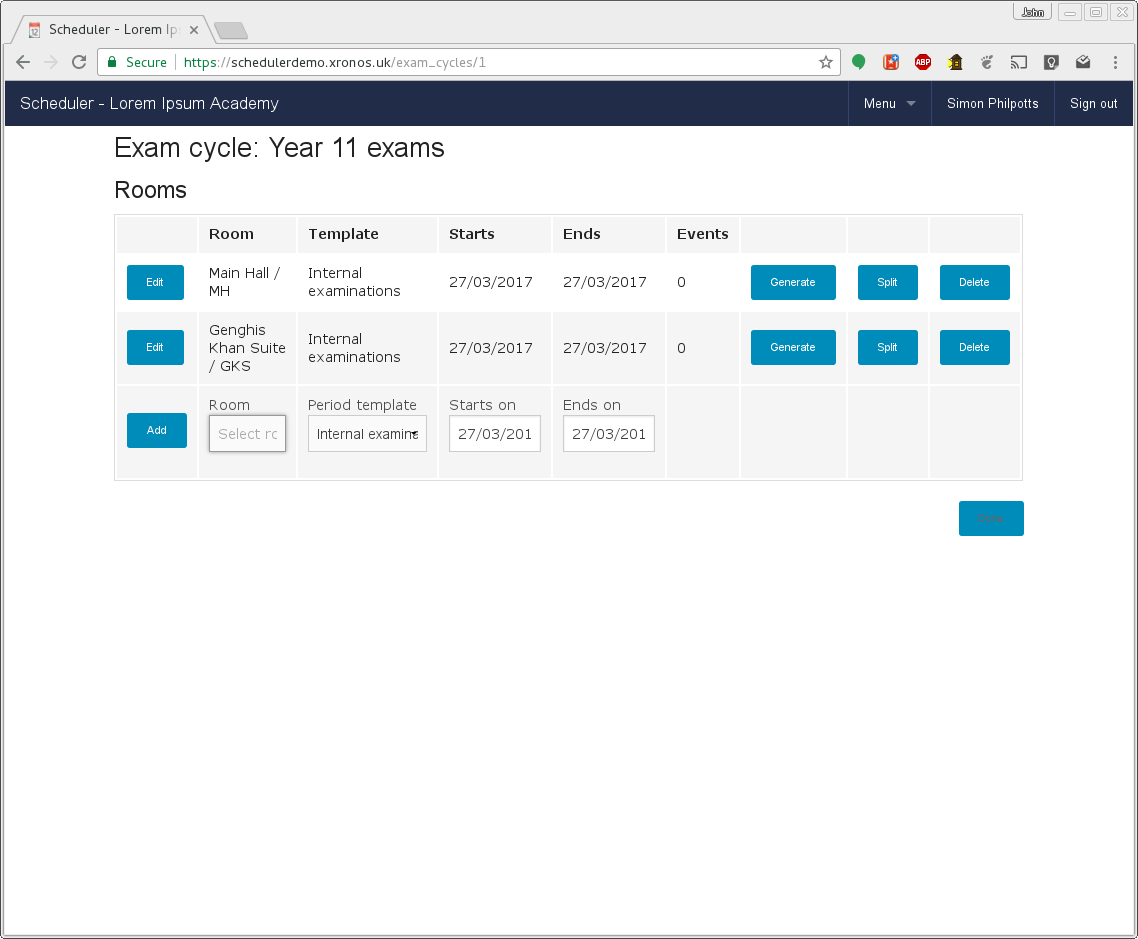 John
Scheduler - Lorem Ip
Secure https://schedulerdemo.xronos.uk/exam_cycles/1
ABP
Scheduler - Lorem Ipsum Academy Menu Simon Philpotts Sign out
Exam cycle: Year 11 exams
Rooms
Room Template Starts Ends Events
Edit Main Hall / MH Internal examinations 27/03/2017 27/03/2017 0 Generate Split Delete
Edit Genghis Khan Suite / GKS Internal examinations 27/03/2017 27/03/2017 0 Generate Split Delete
Room Period template Starts on Ends on
Add Select ro Internal examins 27/03/201 27/03/201
Done